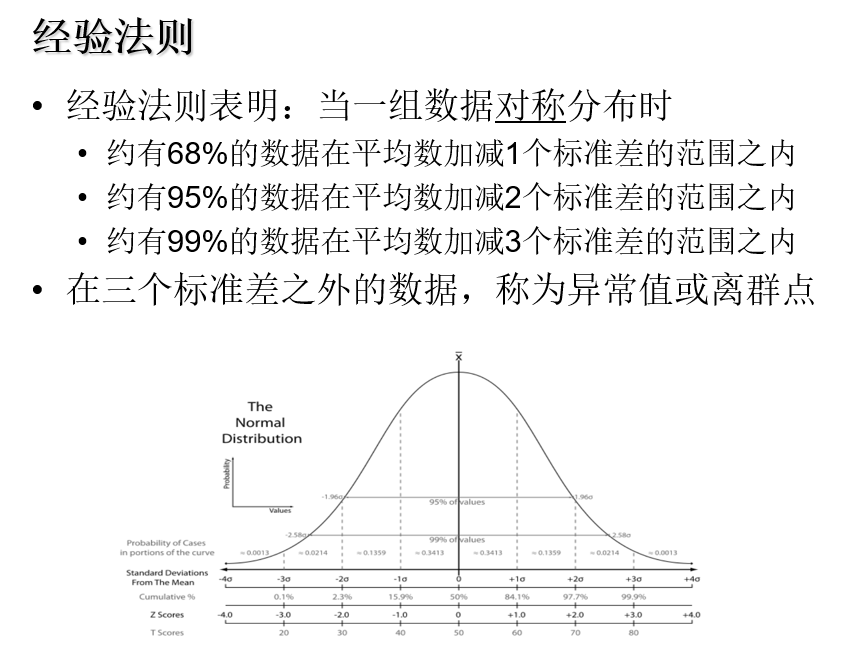 经验法则
• 经验法则表明：当一组数据对称分布时
• 约有68%的数据在平均数加减1个标准差的范围之内
• 约有95%的数据在平均数加减2个标准差的范围之内
• 约有99%的数据在平均数加减3个标准差的范围之内
• 在三个标准差之外的数据，称为异常值或离群点
x̄
The
Normal
Distribution
Probability
Values
-1.96σ 95% of values 1.96σ
-2.58σ 99% of values 2.58σ
Probability of Cases
in portions of the curve
≈ 0.0013 ≈ 0.0214 ≈ 0.1359 ≈ 0.3413 ≈ 0.3413 ≈ 0.1359 ≈ 0.0214 ≈ 0.0013
Standard Deviations
From The Mean
-4σ -3σ -2σ -1σ 0 +1σ +2σ +3σ +4σ
Cumulative % 0.1% 2.3% 15.9% 50% 84.1% 97.7% 99.9%
Z Scores -4.0 -3.0 -2.0 -1.0 0 +1.0 +2.0 +3.0 +4.0
T Scores 20 30 40 50 60 70 80